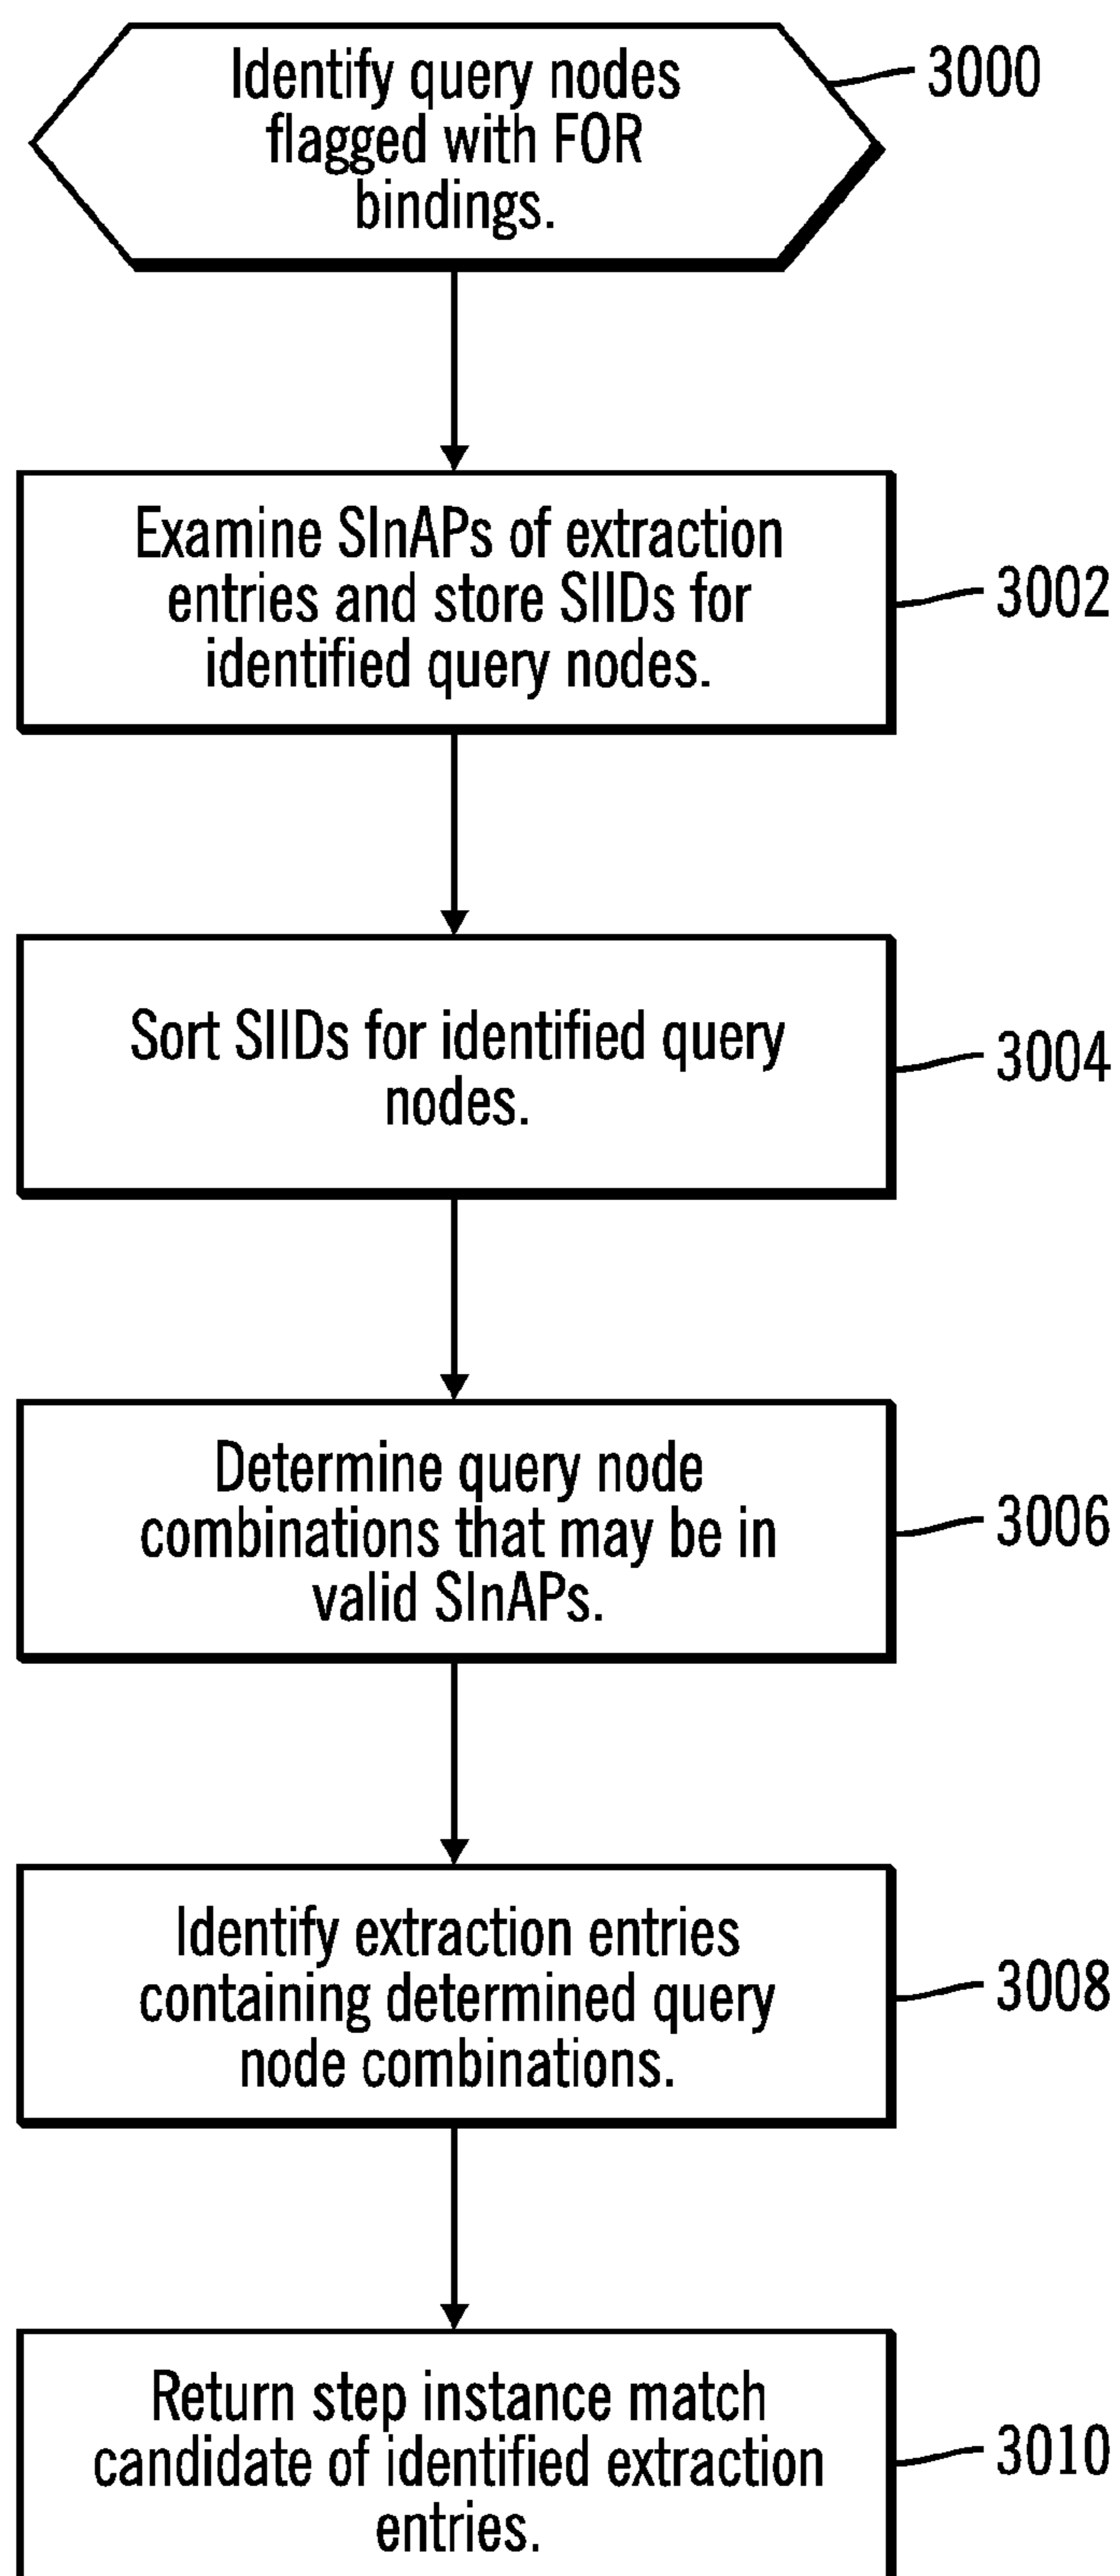 Identify query nodes
flagged with FOR
bindings.
3000
Examine SInAPs of extraction
entries and store SIIDs for
identified query nodes.
3002
Sort SIIDs for identified query
nodes.
3004
Determine query node
combinations that may be in
valid SInAPs.
3006
Identify extraction entries
containing determined query
node combinations.
3008
Return step instance match
candidate of identified extraction
entries.
3010